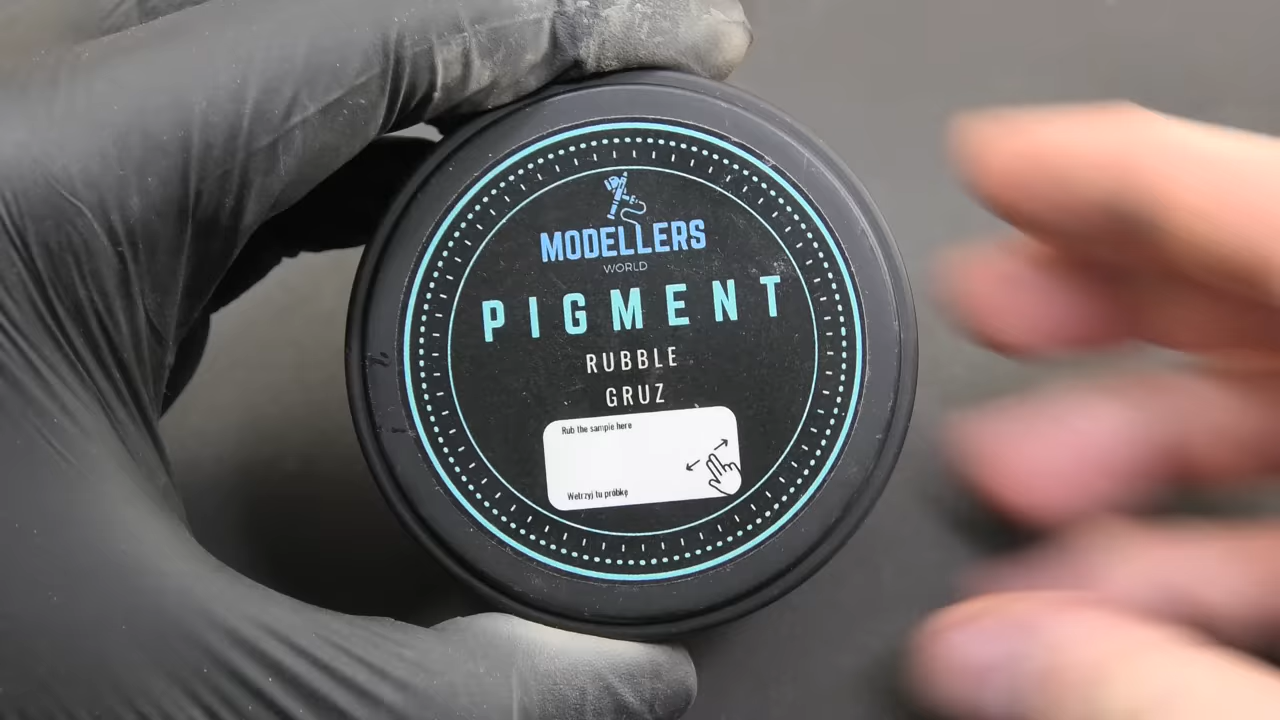 MODELLERS
WORLD
PIGMENT
RUBBLE
GRUZ
Rub the sample here
Wetrzyj tu próbkę